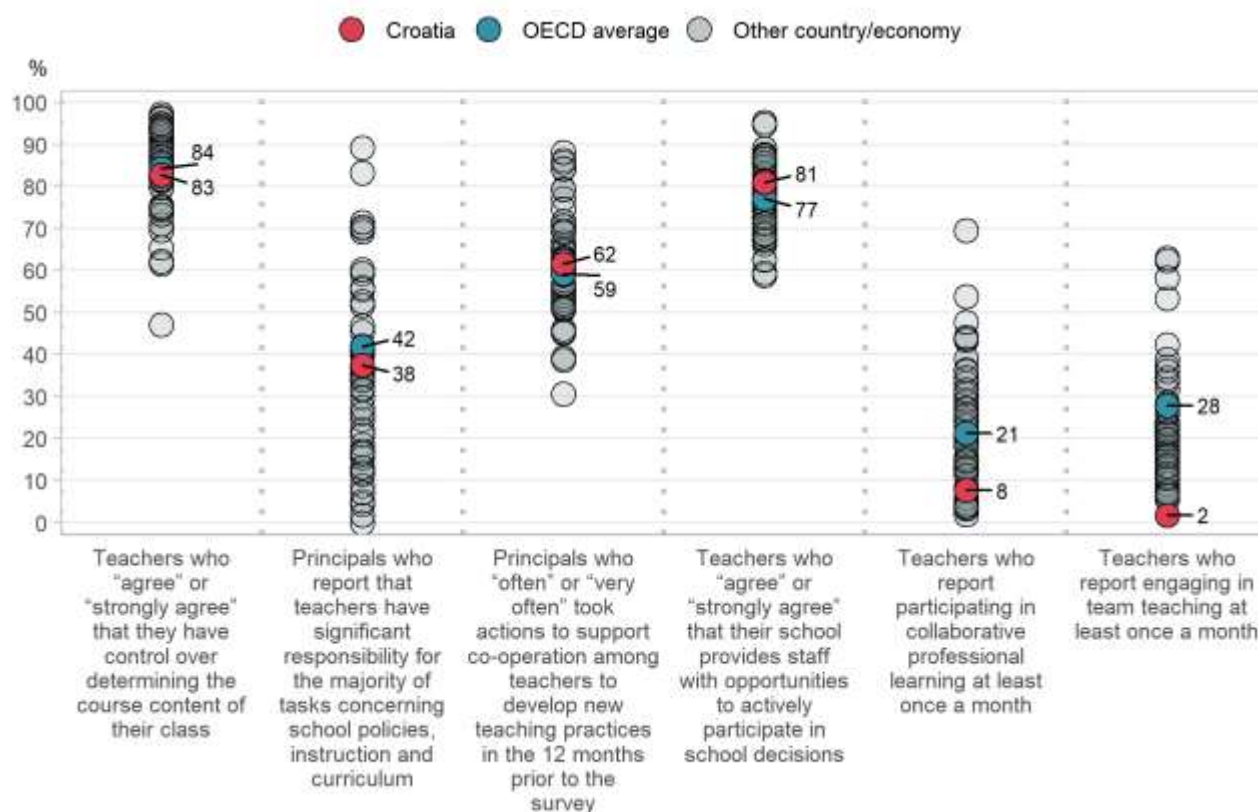 Croatia OECD average Other country/economy
%
100
90
80
70
60
50
40
30
20
10
0
84
83
42
38
62
59
81
77
21
8
28
2
Teachers who
“agree” or
“strongly agree”
that they have
control over
determining the
course content of
their class
Principals who
report that
teachers have
significant
responsibility for
the majority of
tasks concerning
school policies,
instruction and
curriculum
Principals who
“often” or “very
often” took
actions to support
co-operation among
teachers to
develop new
teaching practices
in the 12 months
prior to the
survey
Teachers who
“agree” or
“strongly agree”
that their school
provides staff
with opportunities
to actively
participate in
school decisions
Teachers who
report
participating in
collaborative
professional
learning at least
once a month
Teachers who
report engaging in
team teaching at
least once a month